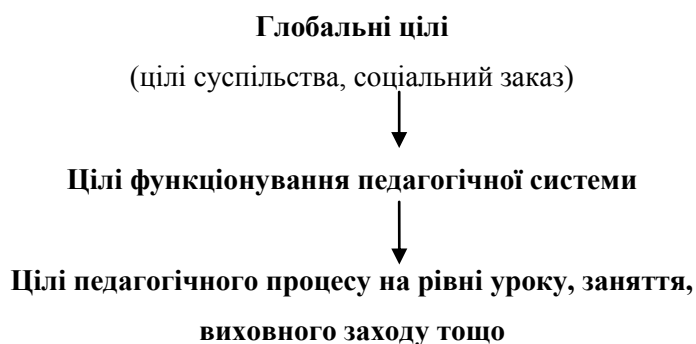 Глобальні цілі
(цілі суспільства, соціальний заказ)
Цілі функціонування педагогічної системи
Цілі педагогічного процесу на рівні уроку, заняття,
виховного заходу тощо